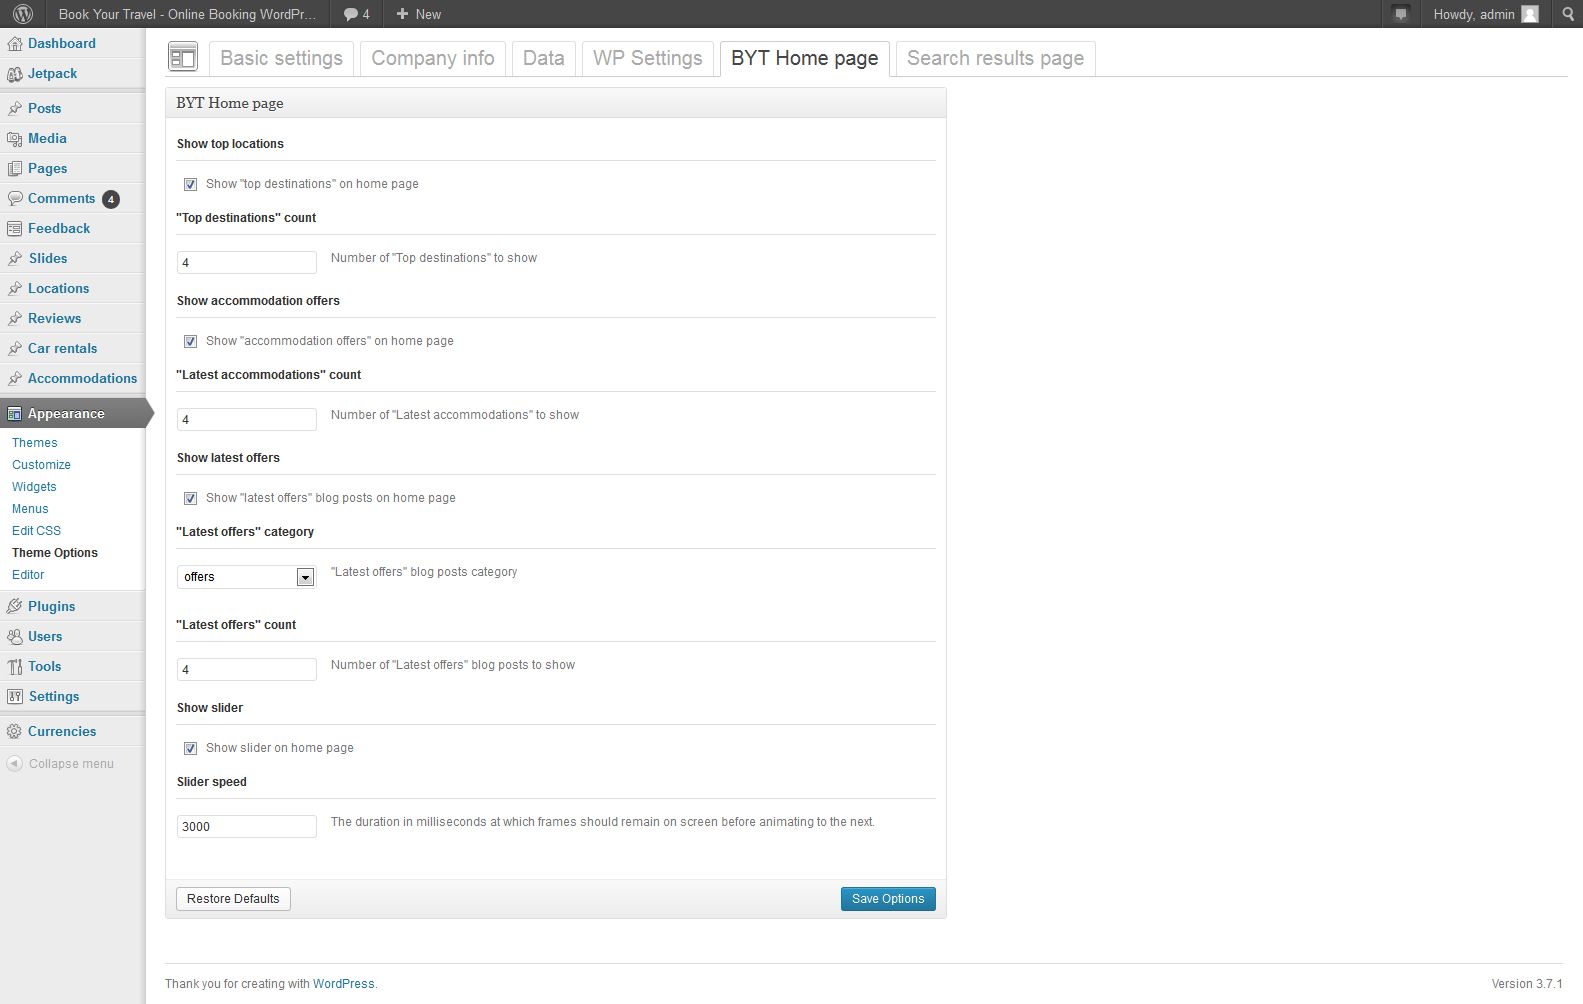 Book Your Travel - Online Booking WordPr... 4 New Howdy, admin
Dashboard
Jetpack
Posts
Media
Pages
Comments 4
Feedback
Slides
Locations
Reviews
Car rentals
Accommodations
Appearance
Themes
Customize
Widgets
Menus
Edit CSS
Theme Options
Editor
Plugins
Users
Tools
Settings
Currencies
Collapse menu
Basic settings Company info Data WP Settings BYT Home page Search results page
BYT Home page
Show top locations
Show "top destinations" on home page
"Top destinations" count
4 Number of "Top destinations" to show
Show accommodation offers
Show "accommodation offers" on home page
"Latest accommodations" count
4 Number of "Latest accommodations" to show
Show latest offers
Show "latest offers" blog posts on home page
"Latest offers" category
offers "Latest offers" blog posts category
"Latest offers" count
4 Number of "Latest offers" blog posts to show
Show slider
Show slider on home page
Slider speed
3000 The duration in milliseconds at which frames should remain on screen before animating to the next.
Restore Defaults Save Options
Thank you for creating with WordPress. Version 3.7.1